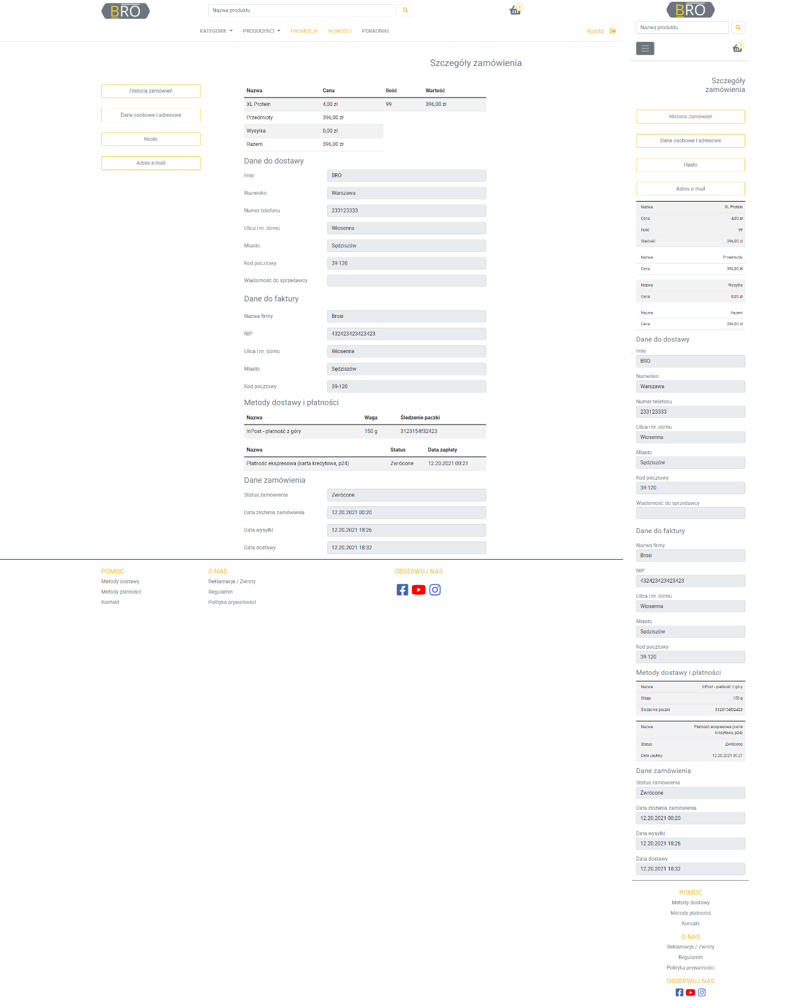 BRO
Nazwa produktu
2
KATEGORIE
PRODUCENCI
PROMOCJE
NOWOŚCI
PORADNIKI
Konto
Szczegóły zamówienia
Historia zamówień
Dane osobowe i adresowe
Hasło
Adres e-mail
Nazwa Cena Ilość Wartość
XL Protein 4,00 zł 99 396,00 zł
Przedmioty 396,00 zł
Wysyłka 0,00 zł
Razem 396,00 zł
Dane do dostawy
Imie BRO
Nazwisko Warszawa
Numer telefonu 233123333
Ulica i nr. domu Wiosenna
Miasto Sędziszów
Kod pocztowy 39-120
Wiadomość do sprzedawcy
Dane do faktury
Nazwa firmy Brosi
NIP 432423423423423
Ulica i nr. domu Wiosenna
Miasto Sędziszów
Kod pocztowy 39-120
Metody dostawy i płatności
Nazwa Waga Śledzenie paczki
InPost - płatność z góry 150 g 3123154f32423
Nazwa Status Data zapłaty
Płatność ekspresowa (karta kredytowa, p24) Zwrócone 12.20.2021 00:21
Dane zamówienia
Status zamówienia Zwrócone
Data złożenia zamówienia 12.20.2021 00:20
Data wysyłki 12.20.2021 18:26
Data dostawy 12.20.2021 18:32
POMOC
Metody dostawy
Metody płatności
Kontakt
O NAS
Reklamacje / Zwroty
Regulamin
Polityka prywatności
OBSERWUJ NAS
BRO
Nazwa produktu
2
Szczegóły
zamówienia
Historia zamówień
Dane osobowe i adresowe
Hasło
Adres e-mail
Nazwa XL Protein
Cena 4,00 zł
Ilość 99
Wartość 396,00 zł
Nazwa Przedmioty
Cena 396,00 zł
Nazwa Wysyłka
Cena 0,00 zł
Nazwa Razem
Cena 396,00 zł
Dane do dostawy
Imie
BRO
Nazwisko
Warszawa
Numer telefonu
233123333
Ulica i nr. domu
Wiosenna
Miasto
Sędziszów
Kod pocztowy
39-120
Wiadomość do sprzedawcy
Dane do faktury
Nazwa firmy
Brosi
NIP
432423423423423
Ulica i nr. domu
Wiosenna
Miasto
Sędziszów
Kod pocztowy
39-120
Metody dostawy i płatności
Nazwa InPost - płatność z góry
Waga 150 g
Śledzenie paczki 3123154f32423
Nazwa Płatność ekspresowa (karta
kredytowa, p24)
Status Zwrócone
Data zapłaty 12.20.2021 00:21
Dane zamówienia
Status zamówienia
Zwrócone
Data złożenia zamówienia
12.20.2021 00:20
Data wysyłki
12.20.2021 18:26
Data dostawy
12.20.2021 18:32
POMOC
Metody dostawy
Metody płatności
Kontakt
O NAS
Reklamacje / Zwroty
Regulamin
Polityka prywatności
OBSERWUJ NAS